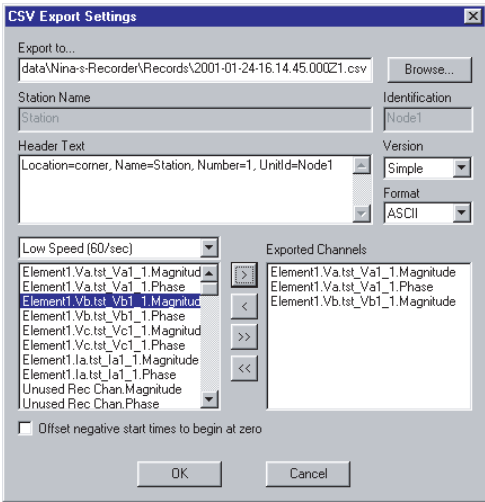 CSV Export Settings
Export to...
data\Nina-s-Recorder\Records\2001-01-24-16.14.45.000Z1.csv
Browse...
Station Name
Identification
Station
Node1
Header Text
Version
Location=corner, Name=Station, Number=1, UnitId=Node1
Simple
Format
ASCII
Low Speed (60/sec)
Exported Channels
Element1.Va.tst_Va1_1.Magnitud
Element1.Va.tst_Va1_1.Phase
Element1.Vb.tst_Vb1_1.Magnitud
Element1.Vb.tst_Vb1_1.Phase
Element1.Vc.tst_Vc1_1.Magnitud
Element1.Vc.tst_Vc1_1.Phase
Element1.Ia.tst_Ia1_1.Magnitude
Element1.Ia.tst_Ia1_1.Phase
Unused Rec Chan.Magnitude
Unused Rec Chan.Phase
>
<
>>
<<
Element1.Va.tst_Va1_1.Magnitude
Element1.Va.tst_Va1_1.Phase
Element1.Vb.tst_Vb1_1.Magnitude
Offset negative start times to begin at zero
OK
Cancel